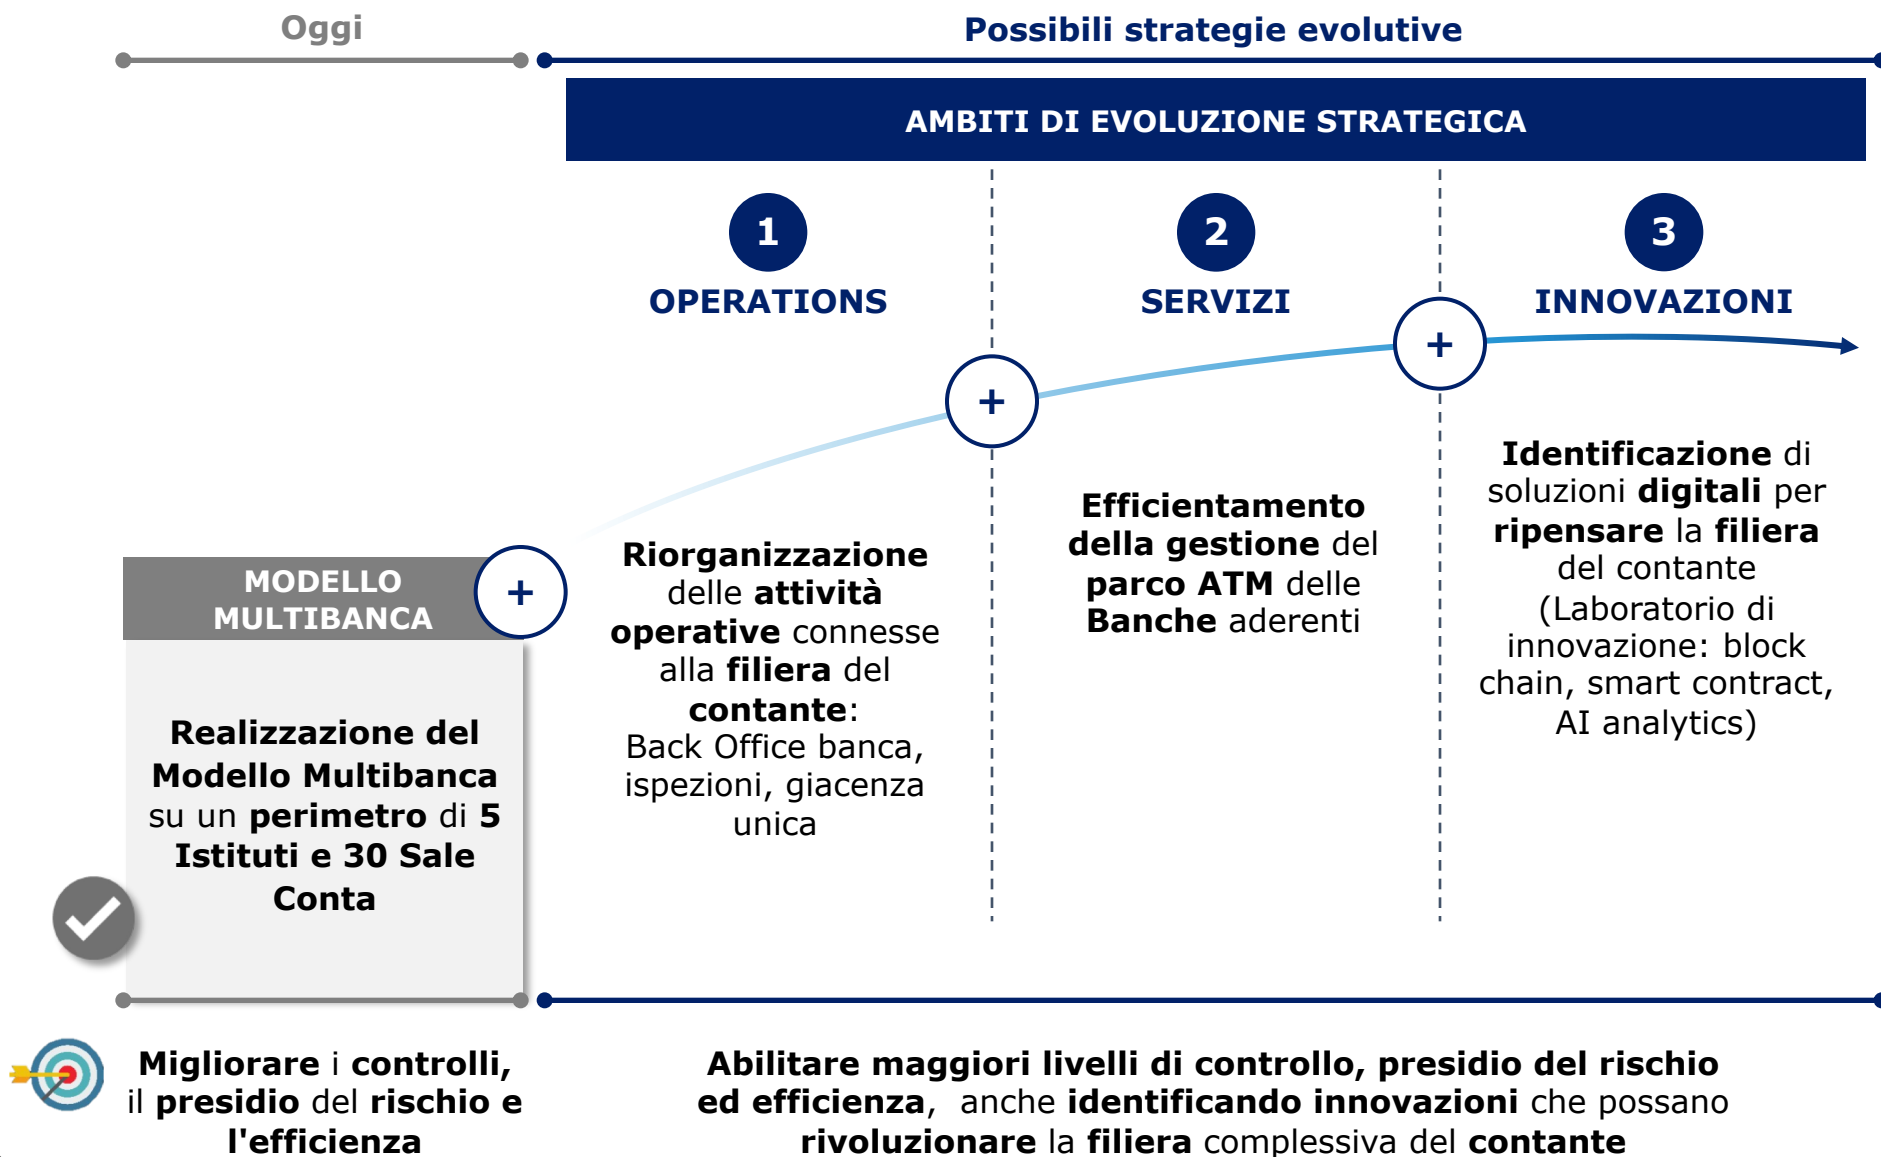 Oggi
Possibili strategie evolutive
AMBITI DI EVOLUZIONE STRATEGICA
1
OPERATIONS
2
SERVIZI
3
INNOVAZIONI
+
+
+
MODELLO
MULTIBANCA
Realizzazione del
Modello Multibanca
su un perimetro di 5
Istituti e 30 Sale
Conta
Riorganizzazione
delle attività
operative connesse
alla filiera del
contante:
Back Office banca,
ispezioni, giacenza
unica
Efficientamento
della gestione del
parco ATM delle
Banche aderenti
Identificazione di
soluzioni digitali per
ripensare la filiera
del contante
(Laboratorio di
innovazione: block
chain, smart contract,
AI analytics)
Migliorare i controlli,
il presidio del rischio e
l'efficienza
Abilitare maggiori livelli di controllo, presidio del rischio
ed efficienza, anche identificando innovazioni che possano
rivoluzionare la filiera complessiva del contante